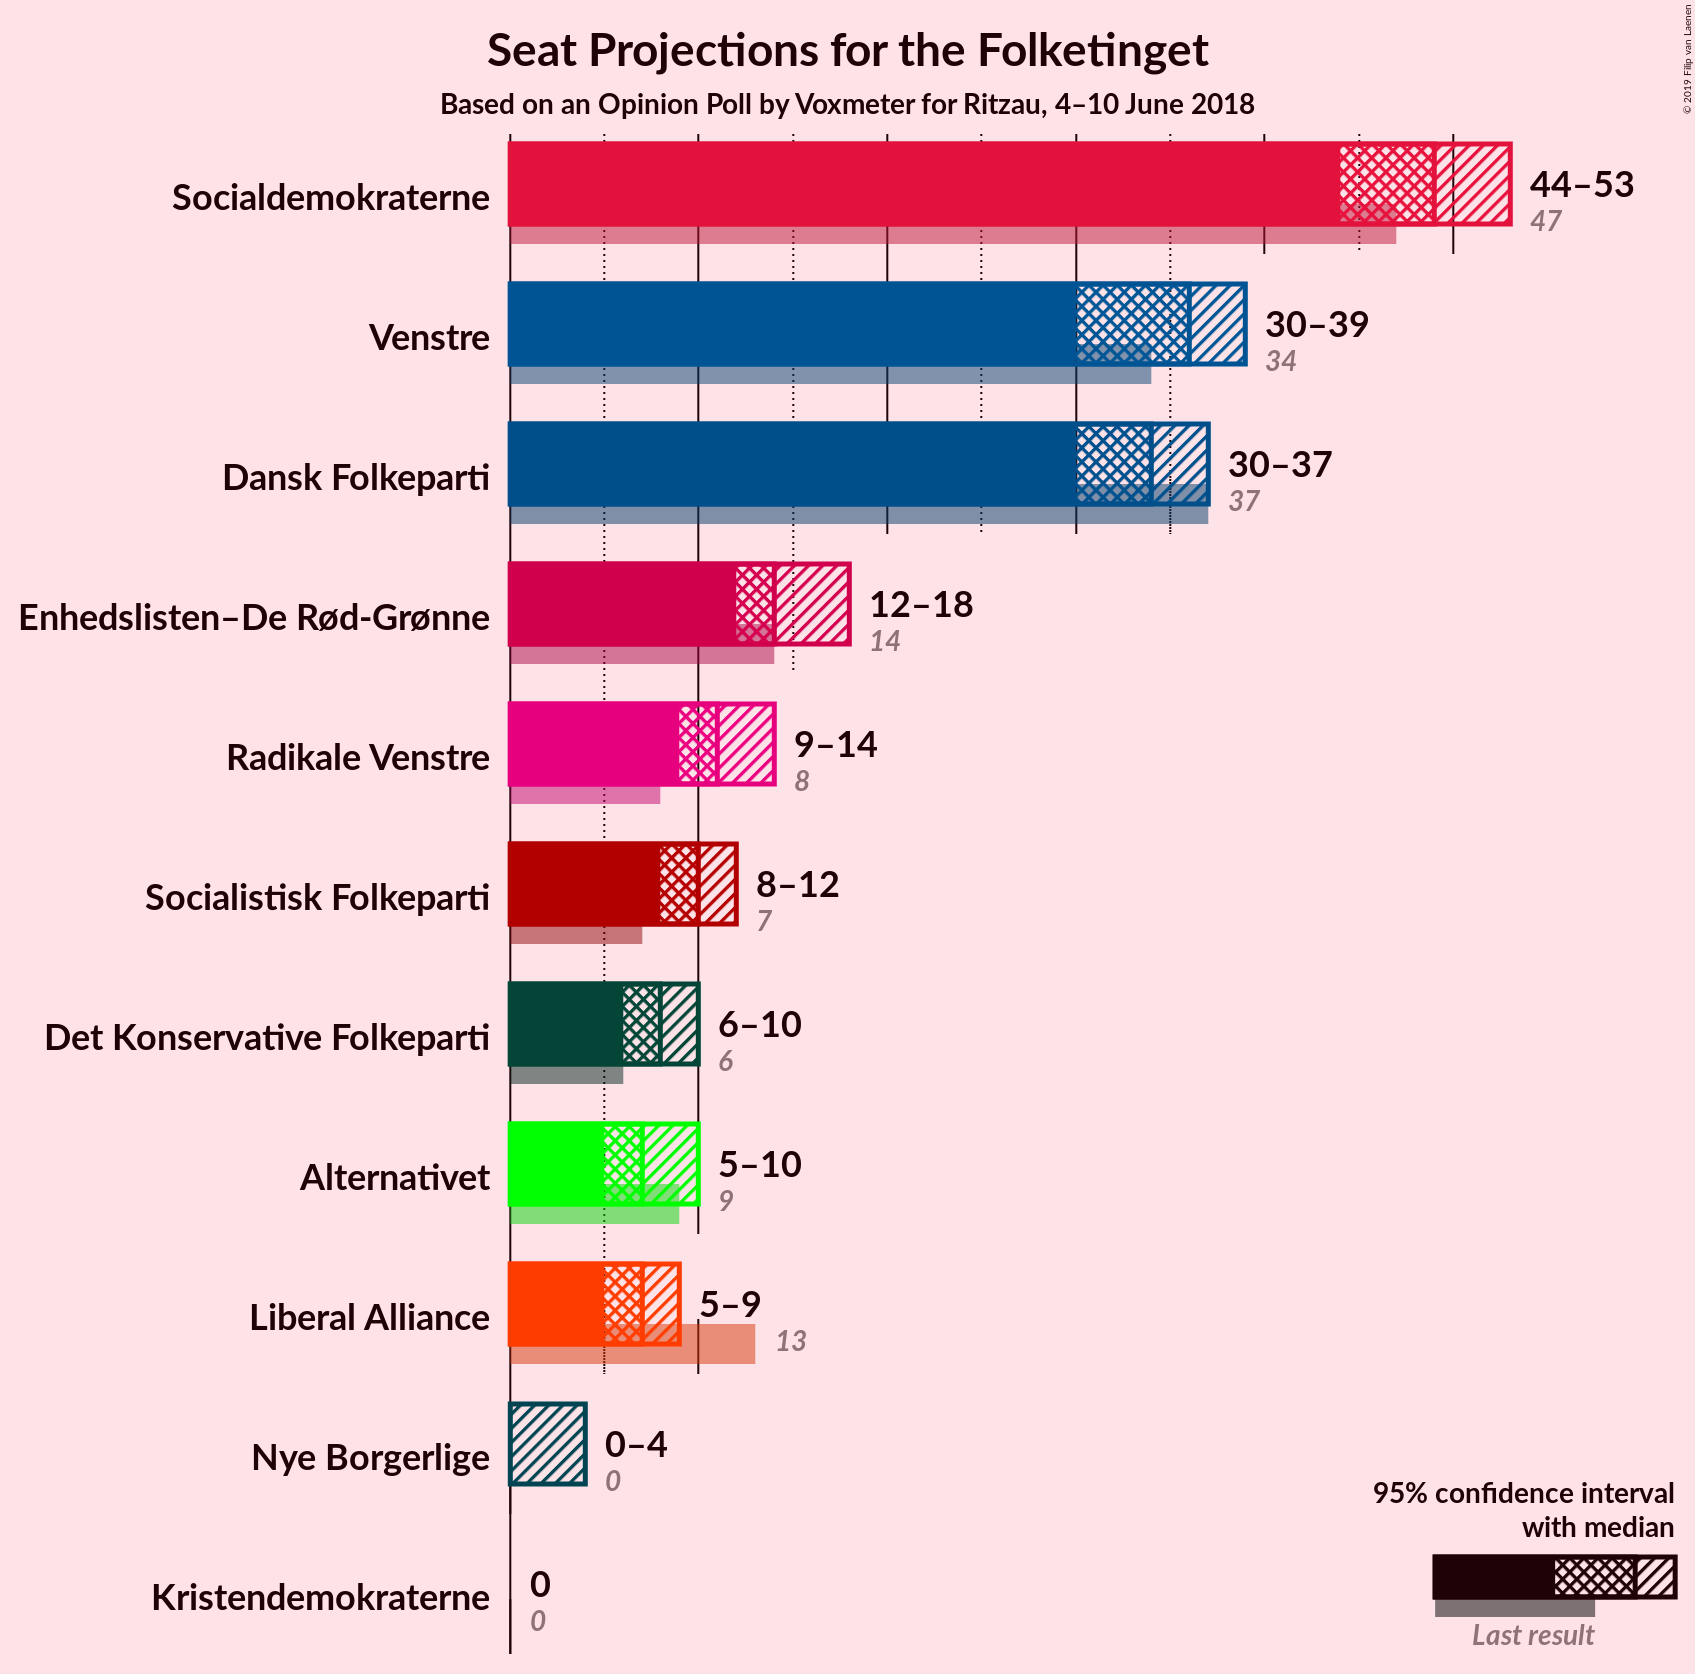 Seat Projections for the Folketinget
Based on an Opinion Poll by Voxmeter for Ritzau, 4–10 June 2018
© 2019 Filip van Laenen
Socialdemokraterne
44–53
47
Venstre
30–39
34
Dansk Folkeparti
30–37
37
Enhedslisten–De Rød-Grønne
12–18
14
Radikale Venstre
9–14
8
Socialistisk Folkeparti
8–12
7
Det Konservative Folkeparti
6–10
6
Alternativet
5–10
9
Liberal Alliance
5–9
13
Nye Borgerlige
0–4
0
Kristendemokraterne
0
0
95% confidence interval
with median
Last result